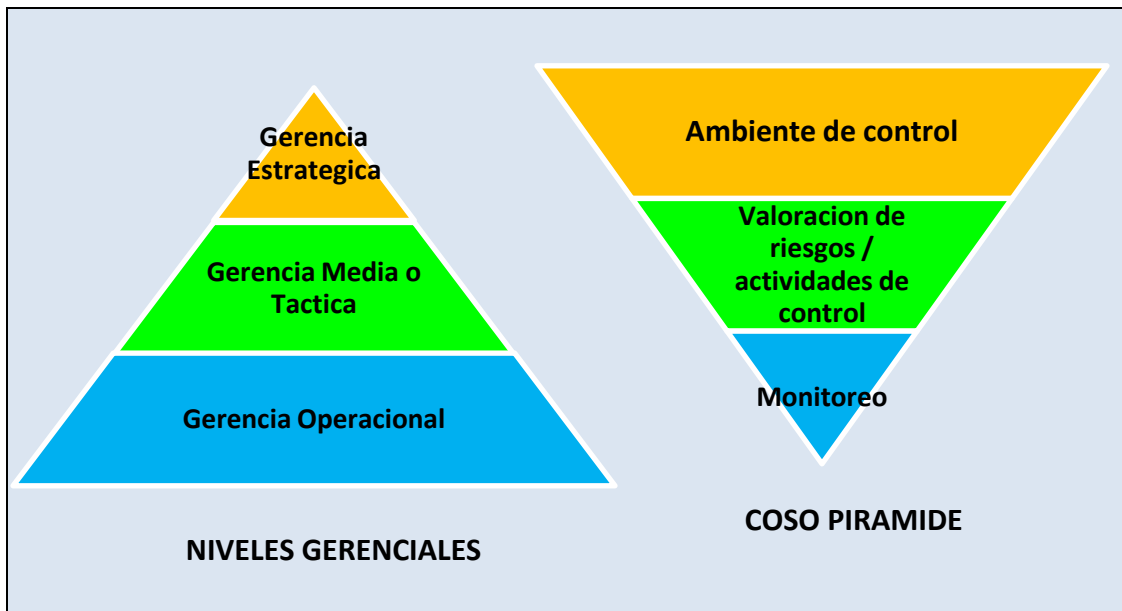 Gerencia
Estrategica
Gerencia Media o
Tactica
Gerencia Operacional
NIVELES GERENCIALES
Ambiente de control
Valoracion de
riesgos /
actividades de
control
Monitoreo
COSO PIRAMIDE